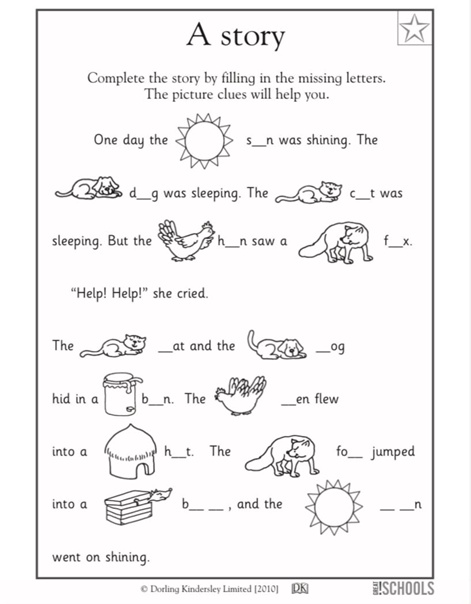 A story
Complete the story by filling in the missing letters.
The picture clues will help you.
One day the s__n was shining. The
d__g was sleeping. The c__t was
sleeping. But the h__n saw a f__x.
“Help! Help!” she cried.
The __at and the __og
hid in a b__n. The __en flew
into a h__t. The fo__ jumped
into a b__ __ , and the __ __n
went on shining.
© Dorling Kindersley Limited [2010] DK GREAT!SCHOOLS